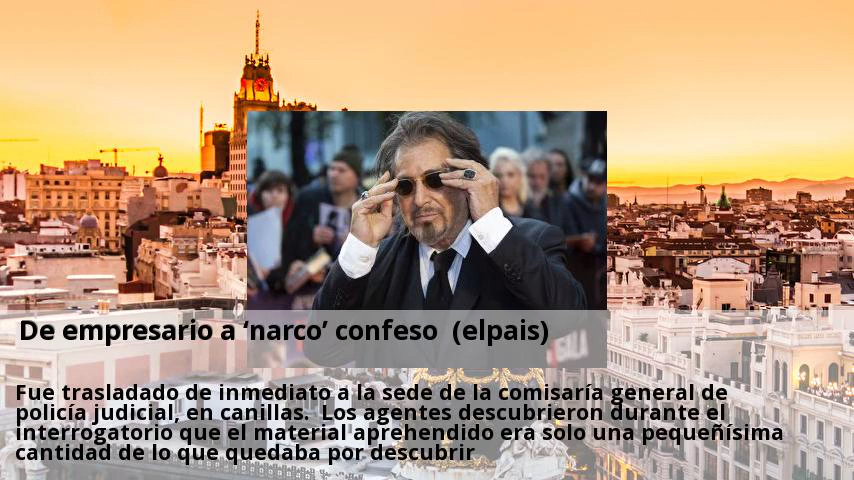 De empresario a ‘narco’ confeso  (elpais)
Fue trasladado de inmediato a la sede de la comisaría general de
policía judicial, en canillas.  Los agentes descubrieron durante el
interrogatorio que el material aprehendido era solo una pequeñísima
cantidad de lo que quedaba por descubrir